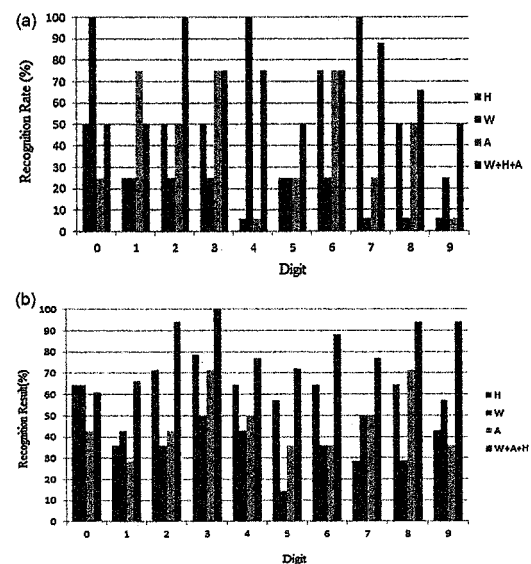 (a)
Recognition Rate (%)
100
90
80
70
60
50
40
30
20
10
0
0 1 2 3 4 5 6 7 8 9
Digit
H
W
A
W+H+A
(b)
Recognition Result(%)
100
90
80
70
60
50
40
30
20
10
0
0 1 2 3 4 5 6 7 8 9
Digit
H
W
A
W+A+H